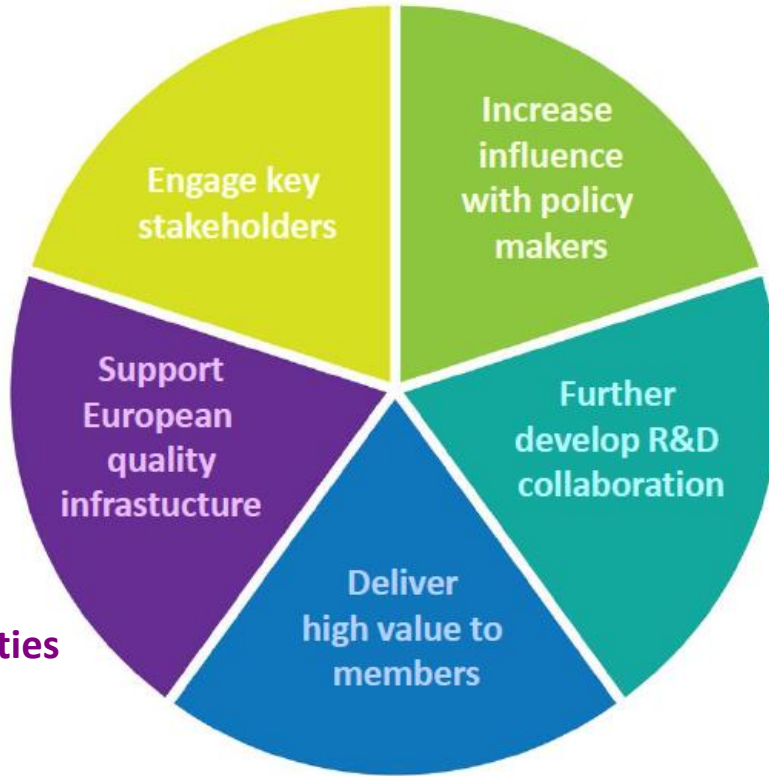 Increase
influence
with policy
makers
Further
develop R&D
collaboration
Deliver
high value to
members
Support
European
quality
infrastucture
Engage key
stakeholders
ties